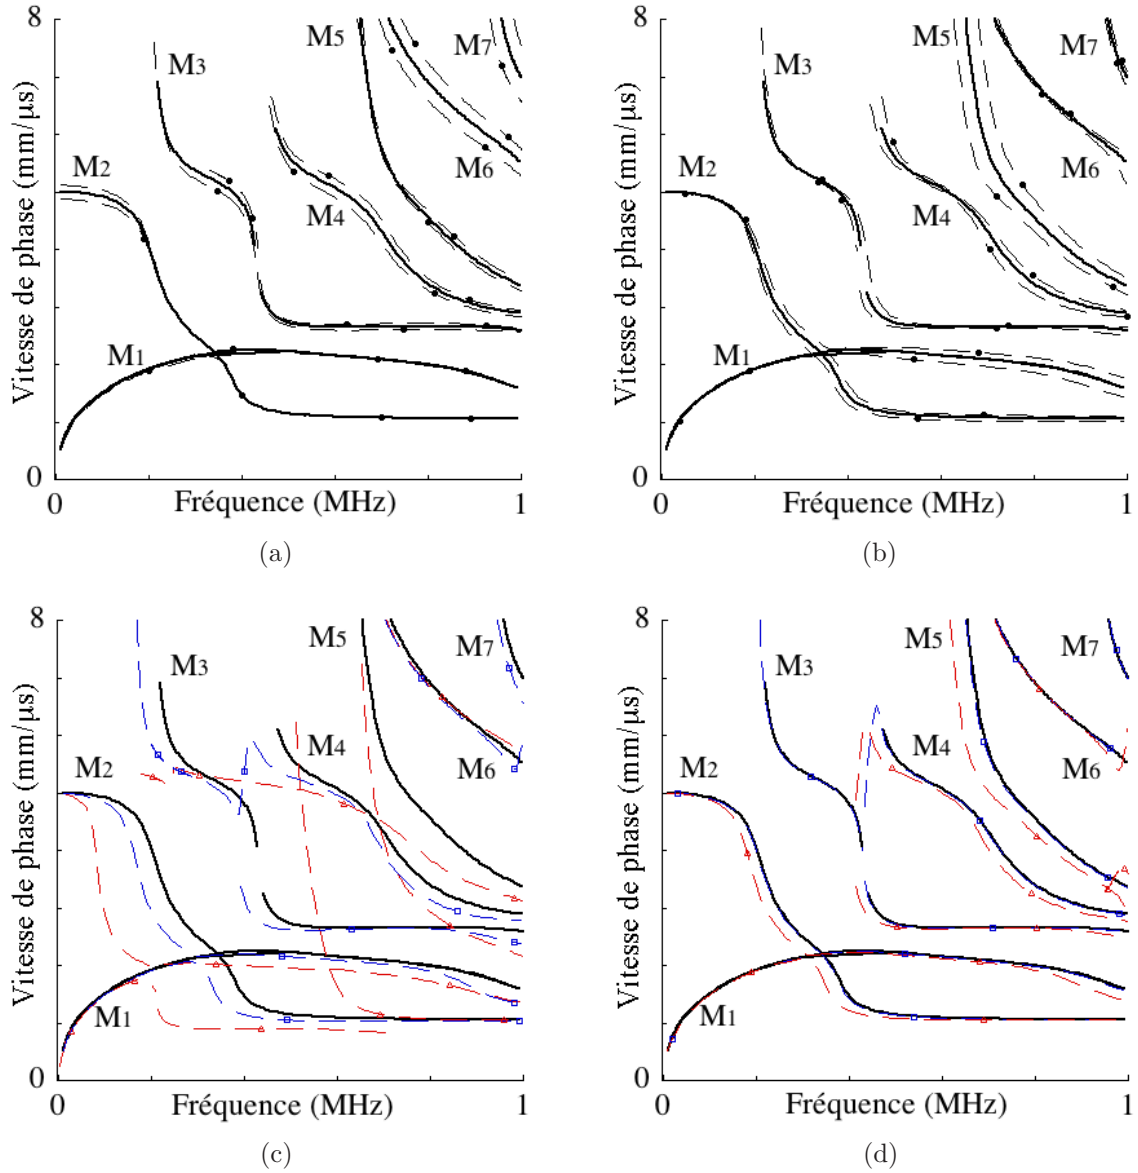 8
M3
M5
M7
M2
M4
M6
M1
Vitesse de phase (mm/µs)
0
0
Fréquence (MHz)
1
(a)
8
M3
M5
M7
M2
M4
M6
M1
Vitesse de phase (mm/µs)
0
0
Fréquence (MHz)
1
(b)
8
M3
M5
M7
M2
M4
M6
M1
Vitesse de phase (mm/µs)
0
0
Fréquence (MHz)
1
(c)
8
M3
M5
M7
M2
M4
M6
M1
Vitesse de phase (mm/µs)
0
0
Fréquence (MHz)
1
(d)